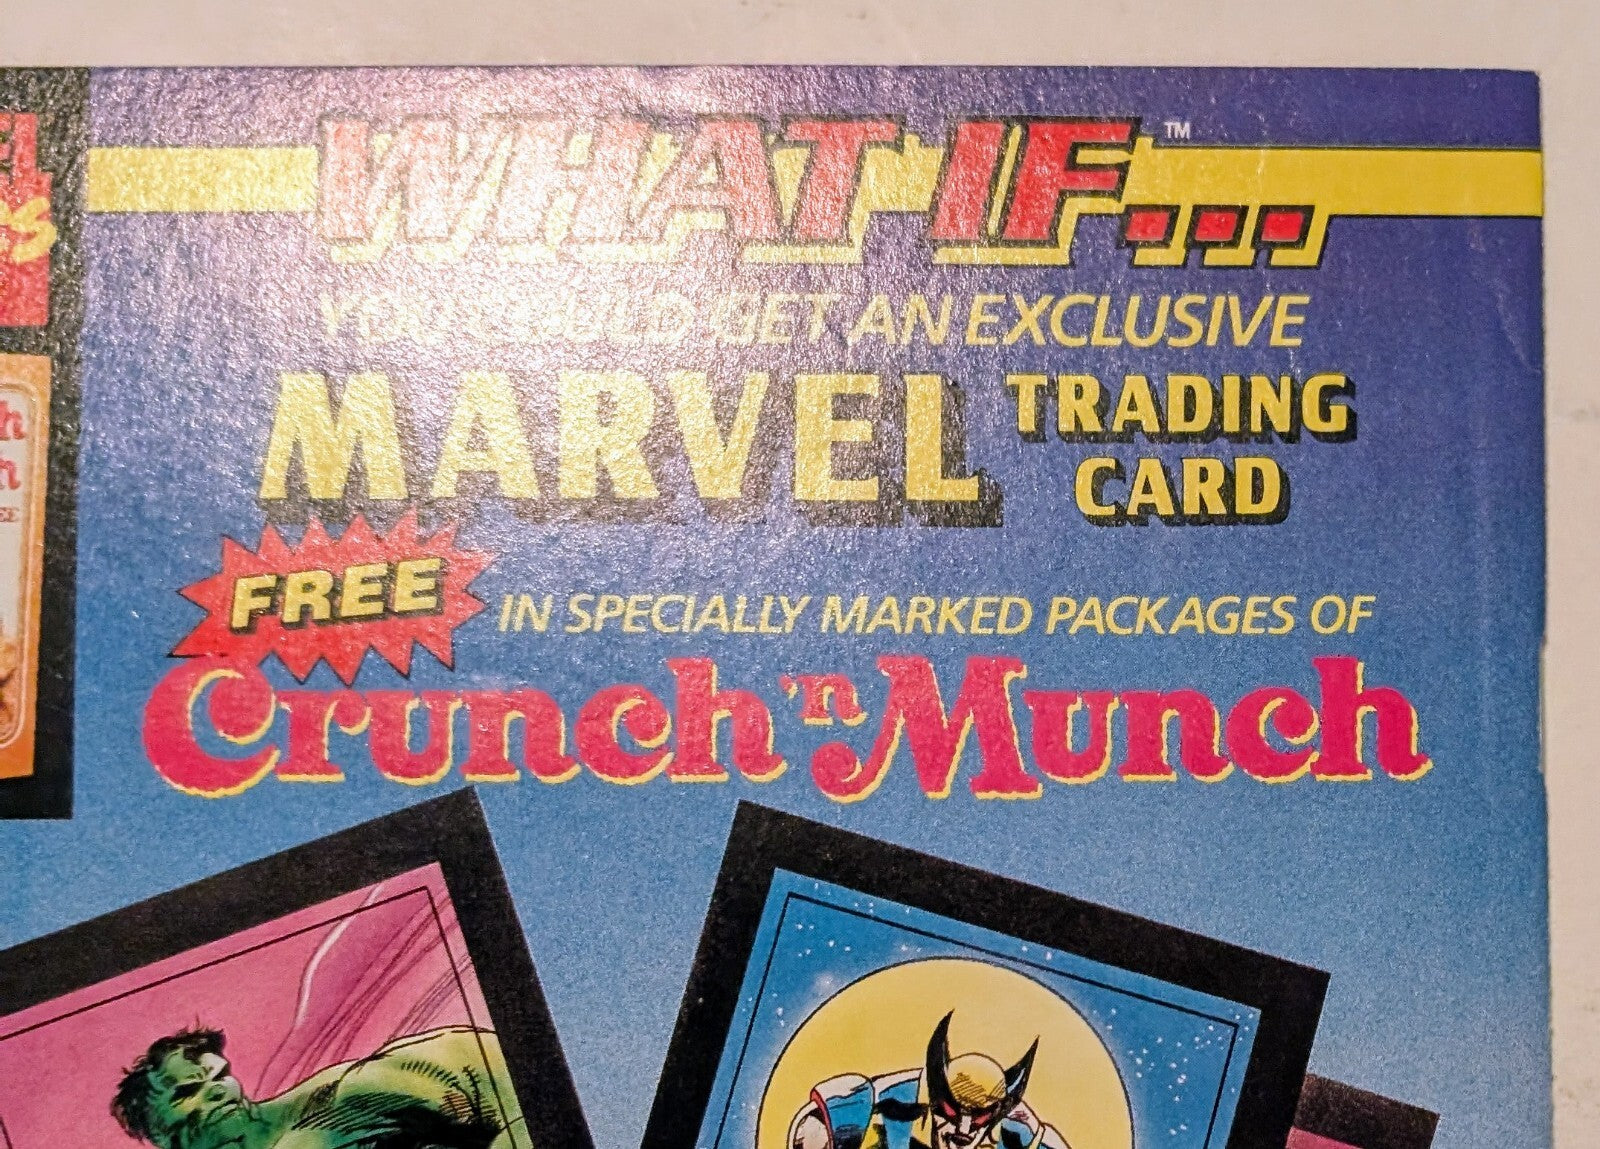 WHAT IF...™
YOU COULD GET AN EXCLUSIVE
MARVEL TRADING
CARD
FREE IN SPECIALLY MARKED PACKAGES OF
Crunch 'n Munch